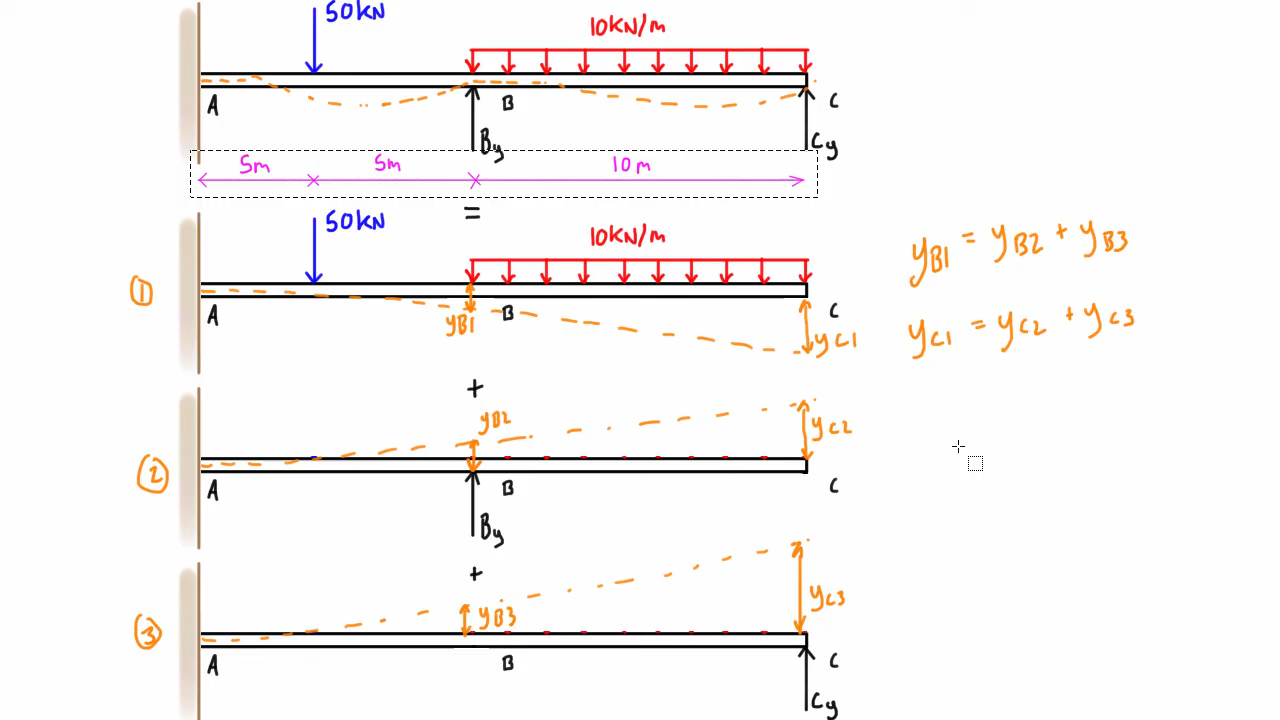 50kN
10kN/m
A B C
By Cy
5m 5m 10m
=
50kN
10kN/m
① A B C
yB1 yC1
yB1 = yB2 + yB3
yC1 = yC2 + yC3
+
yB2 yC2
② A B C
By
+
yB3 yC3
③ A B C
Cy